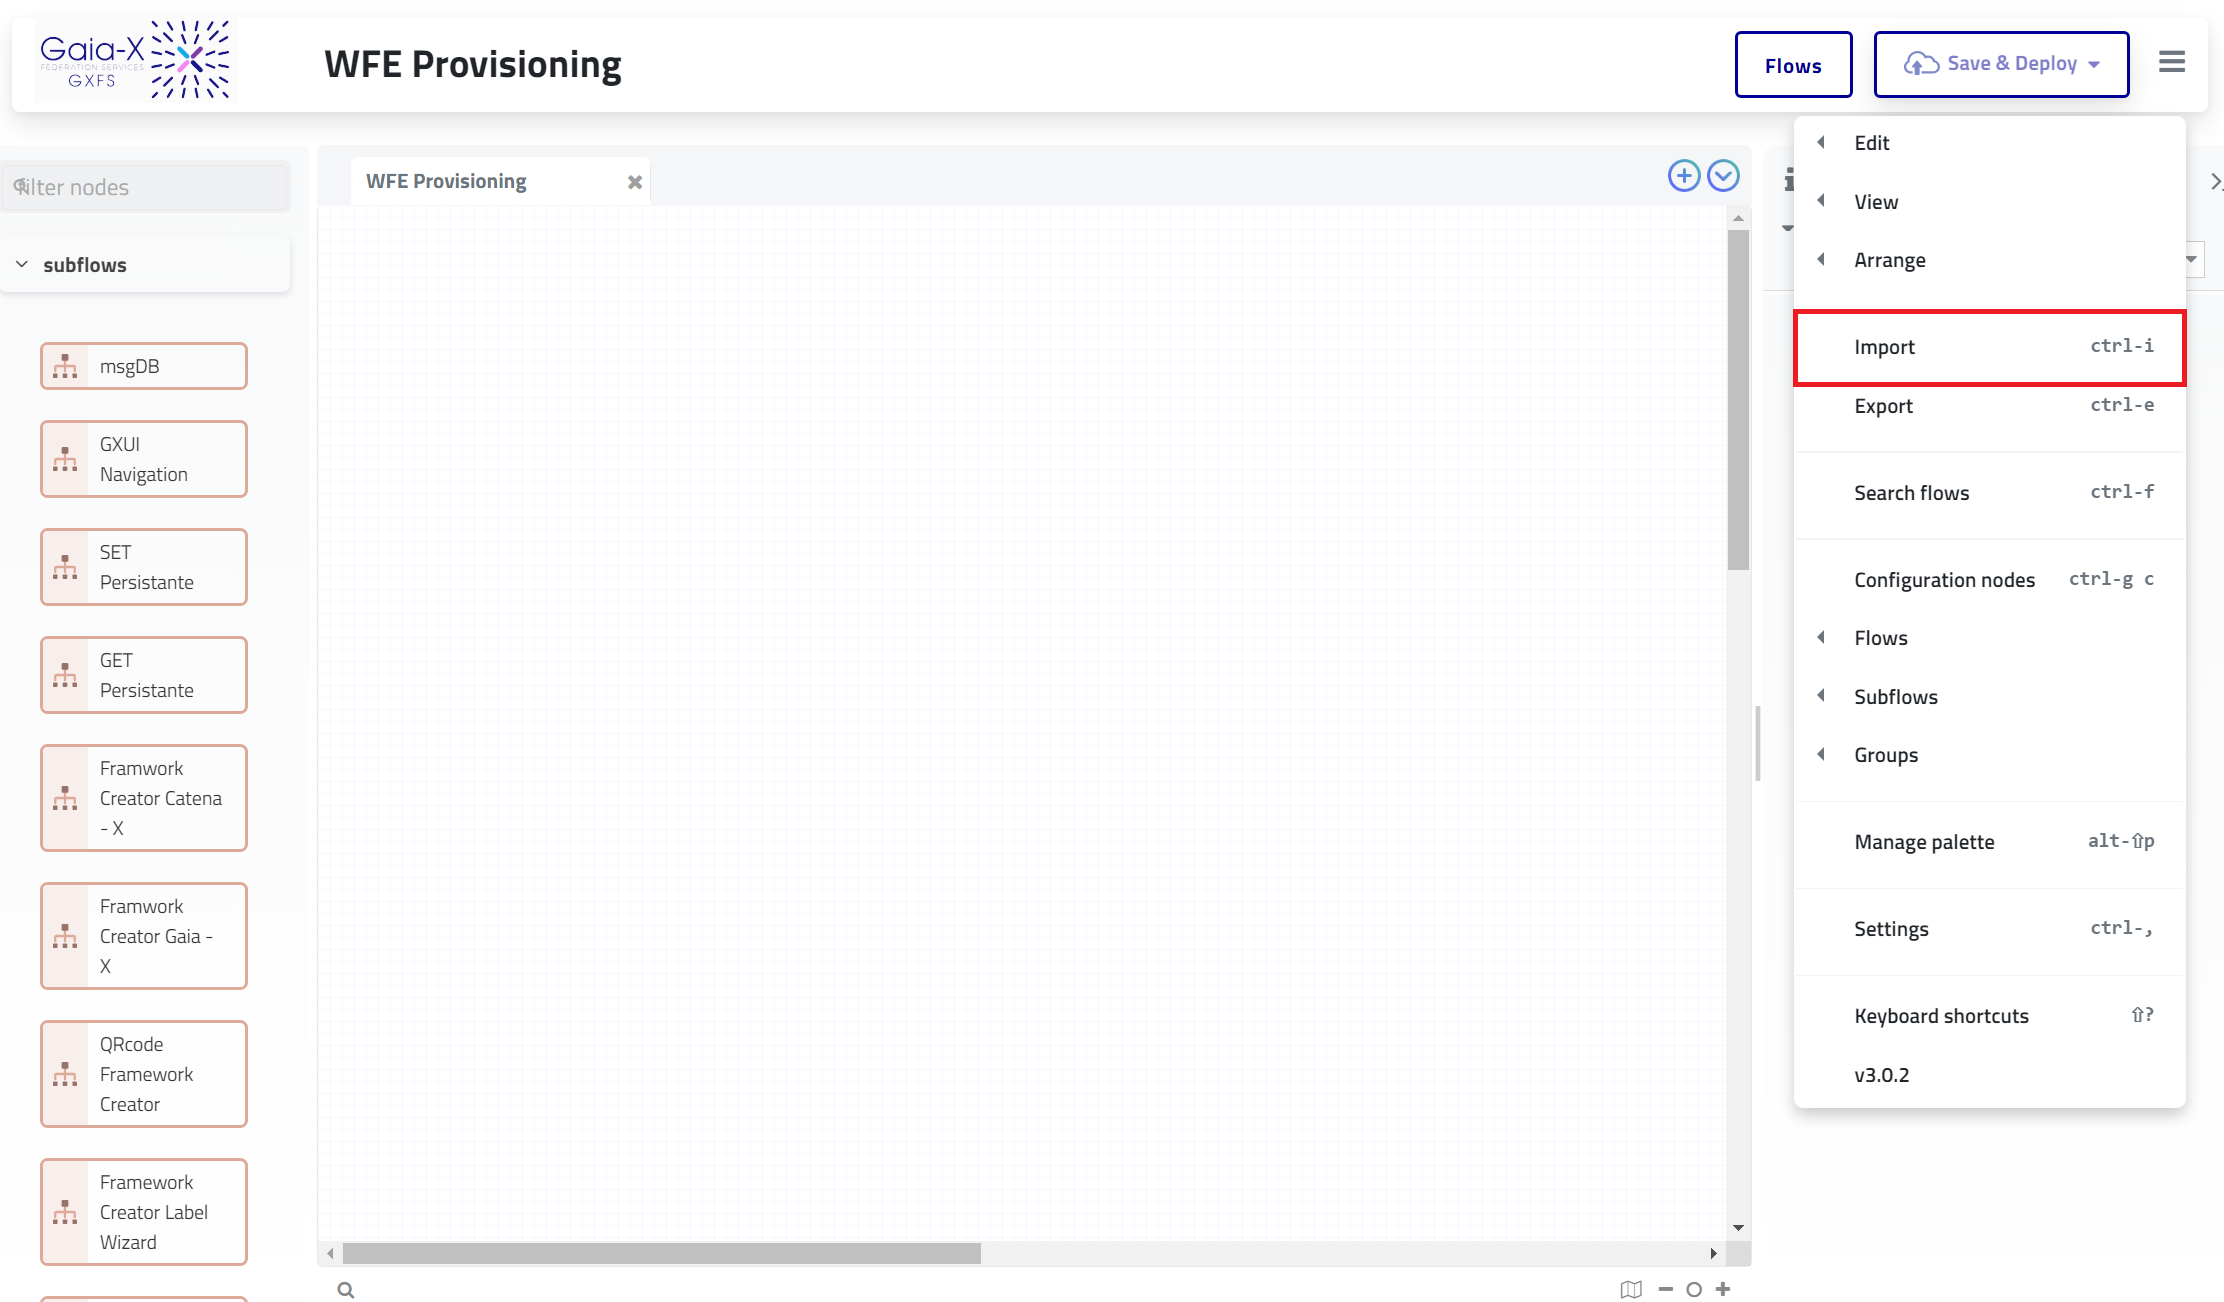 Gaia-X
FEDERATION SERVICES
GXFS
WFE Provisioning
Flows
Save & Deploy
filter nodes
subflows
msgDB
GXUI
Navigation
SET
Persistante
GET
Persistante
Framwork
Creator Catena
- X
Framwork
Creator Gaia -
X
QRcode
Framework
Creator
Framework
Creator Label
Wizard
WFE Provisioning
Edit
View
Arrange
Import ctrl-i
Export ctrl-e
Search flows ctrl-f
Configuration nodes ctrl-g c
Flows
Subflows
Groups
Manage palette alt-⇧p
Settings ctrl-,
Keyboard shortcuts ⇧?
v3.0.2